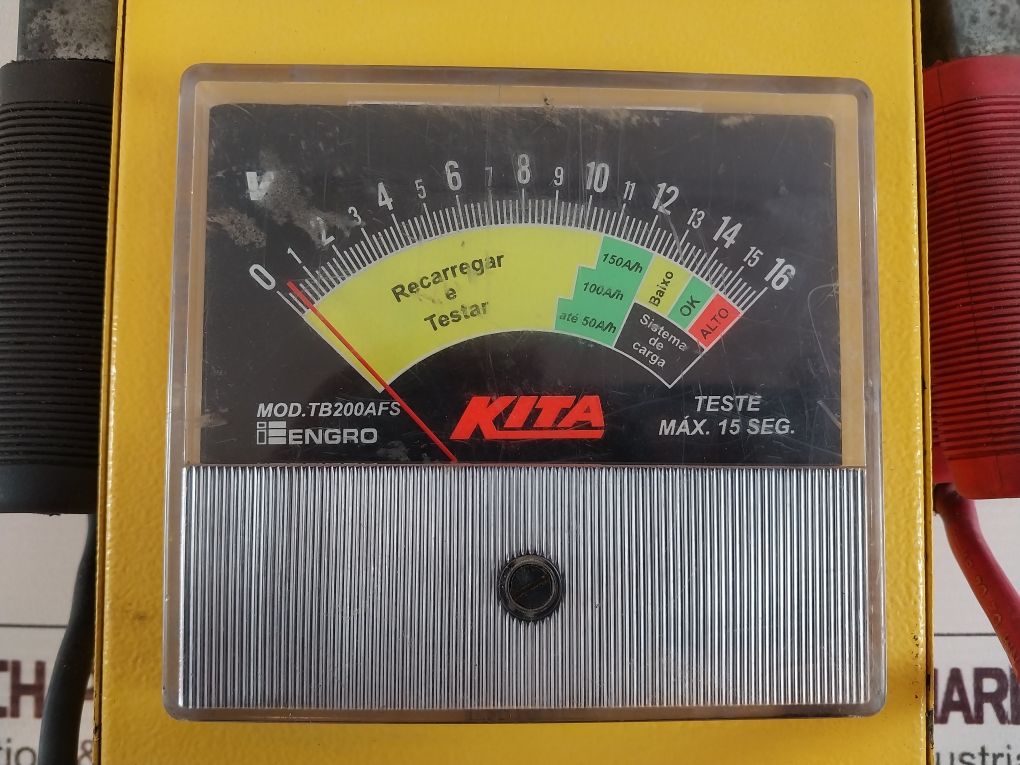 V
0 1 2 3 4 5 6 7 8 9 10 11 12 13 14 15 16
Recarregar
e
Testar
150A/h
100A/h
até 50A/h
Baixo
OK
ALTO
Sistema
de
carga
MOD.TB200AFS
ENGRO
KITA
TESTE
MÁX. 15 SEG.